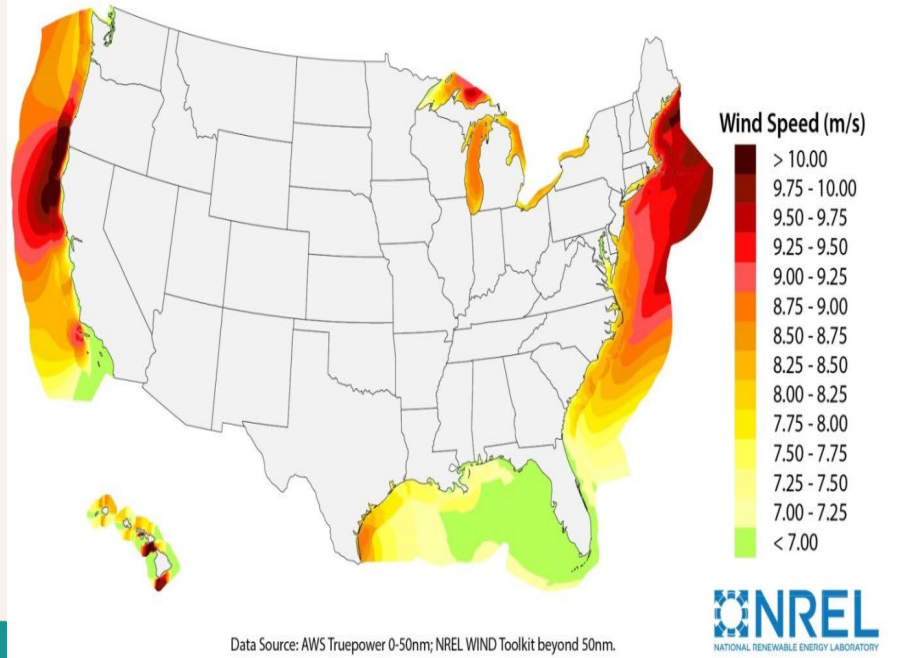 Wind Speed (m/s)
> 10.00
9.75 - 10.00
9.50 - 9.75
9.25 - 9.50
9.00 - 9.25
8.75 - 9.00
8.50 - 8.75
8.25 - 8.50
8.00 - 8.25
7.75 - 8.00
7.50 - 7.75
7.25 - 7.50
7.00 - 7.25
< 7.00
NREL
NATIONAL RENEWABLE ENERGY LABORATORY
Data Source: AWS Truepower 0-50nm; NREL WIND Toolkit beyond 50nm.